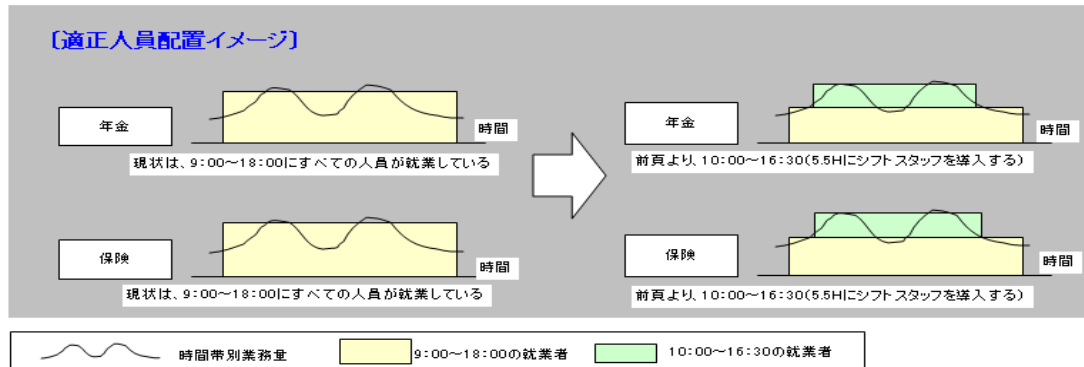 〔適正人員配置イメージ〕
年金
時間
現状は、9:00～18:00にすべての人員が就業している
年金
時間
前頁より、10:00～16:30(5.5Hにシフトスタッフを導入する)
保険
時間
現状は、9:00～18:00にすべての人員が就業している
保険
時間
前頁より、10:00～16:30(5.5Hにシフトスタッフを導入する)
時間帯別業務量
9:00～18:00の就業者
10:00～16:30の就業者